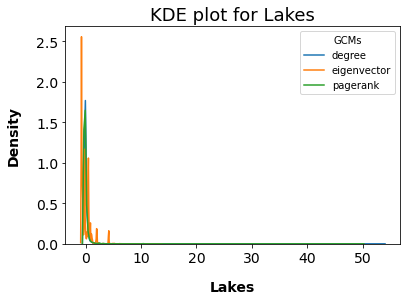 KDE plot for Lakes
GCMs
degree
eigenvector
pagerank
Density
2.5
2.0
1.5
1.0
0.5
0.0
0 10 20 30 40 50
Lakes